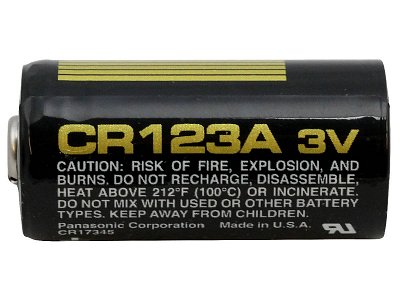 CR123A 3V
CAUTION: RISK OF FIRE, EXPLOSION, AND
BURNS. DO NOT RECHARGE, DISASSEMBLE,
HEAT ABOVE 212°F (100°C) OR INCINERATE.
DO NOT MIX WITH USED OR OTHER BATTERY
TYPES. KEEP AWAY FROM CHILDREN.
Panasonic Corporation Made in U.S.A.
CR17345